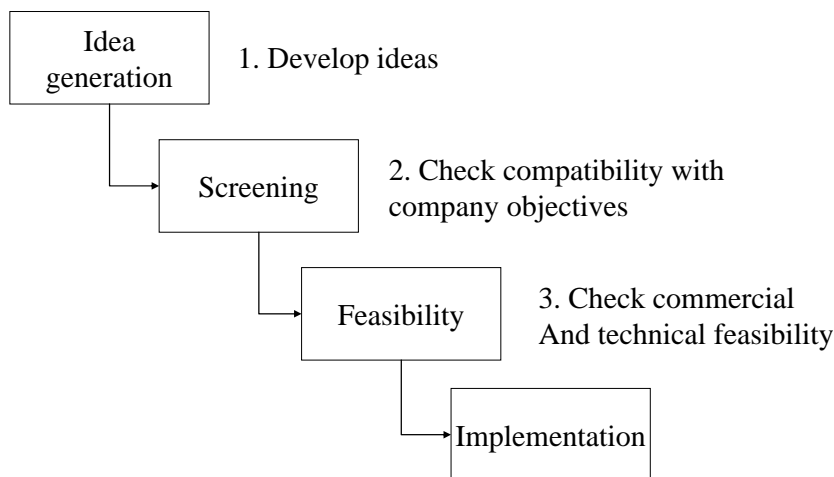 Idea
generation
1. Develop ideas
Screening
2. Check compatibility with
company objectives
Feasibility
3. Check commercial
And technical feasibility
Implementation